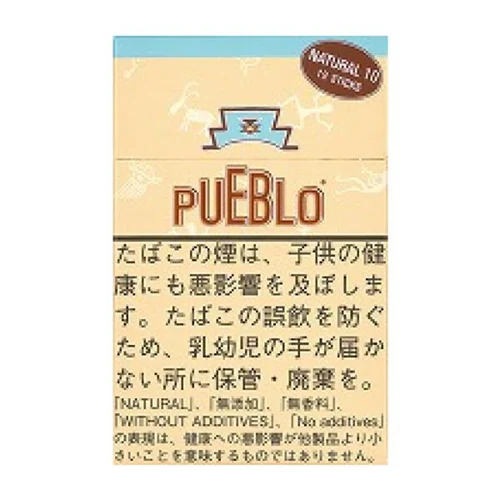 NATURAL 10
19 STICKS
PUEBLO
たばこの煙は、子供の健
康にも悪影響を及ぼしま
す。たばこの誤飲を防ぐ
ため、乳幼児の手が届か
ない所に保管・廃棄を。
「NATURAL」、「無添加」、「無香料」、
「WITHOUT ADDITIVES」、「No additives」
の表現は、健康への悪影響が他製品より小
さいことを意味するものではありません。